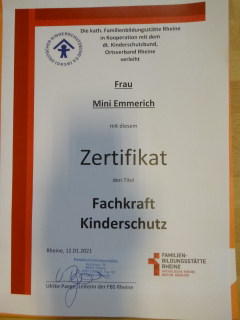 Die kath. Familienbildungsstätte Rheine
in Kooperation mit dem
dt. Kinderschutzbund,
Ortsverband Rheine
verleiht
Frau
Mini Emmerich
mit diesem
Zertifikat
den Titel
Fachkraft
Kinderschutz
Rheine, 12.01.2021
Ulrike Paege, Leiterin der FBS Rheine
FAMILIEN-
BILDUNGSSTÄTTE
RHEINE